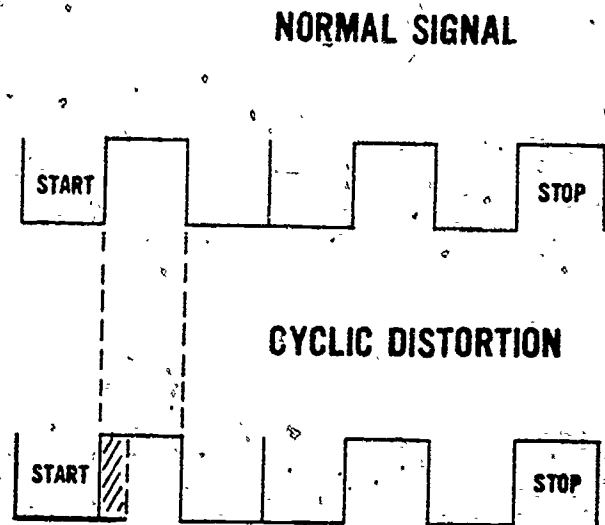 NORMAL SIGNAL
START
STOP
CYCLIC DISTORTION
START
STOP